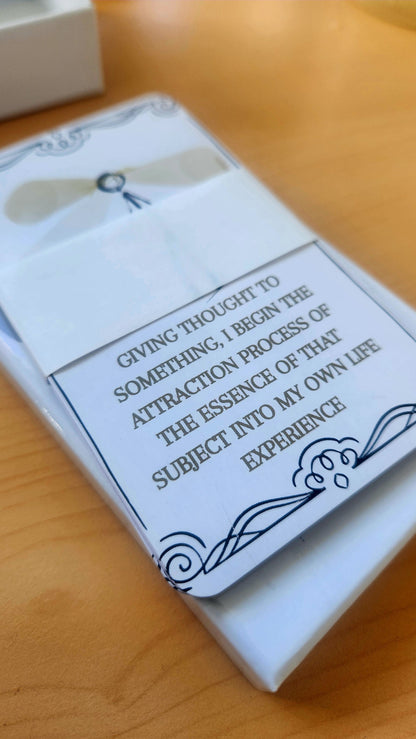 GIVING THOUGHT TO
SOMETHING, I BEGIN THE
ATTRACTION PROCESS OF
THE ESSENCE OF THAT
SUBJECT INTO MY OWN LIFE
EXPERIENCE